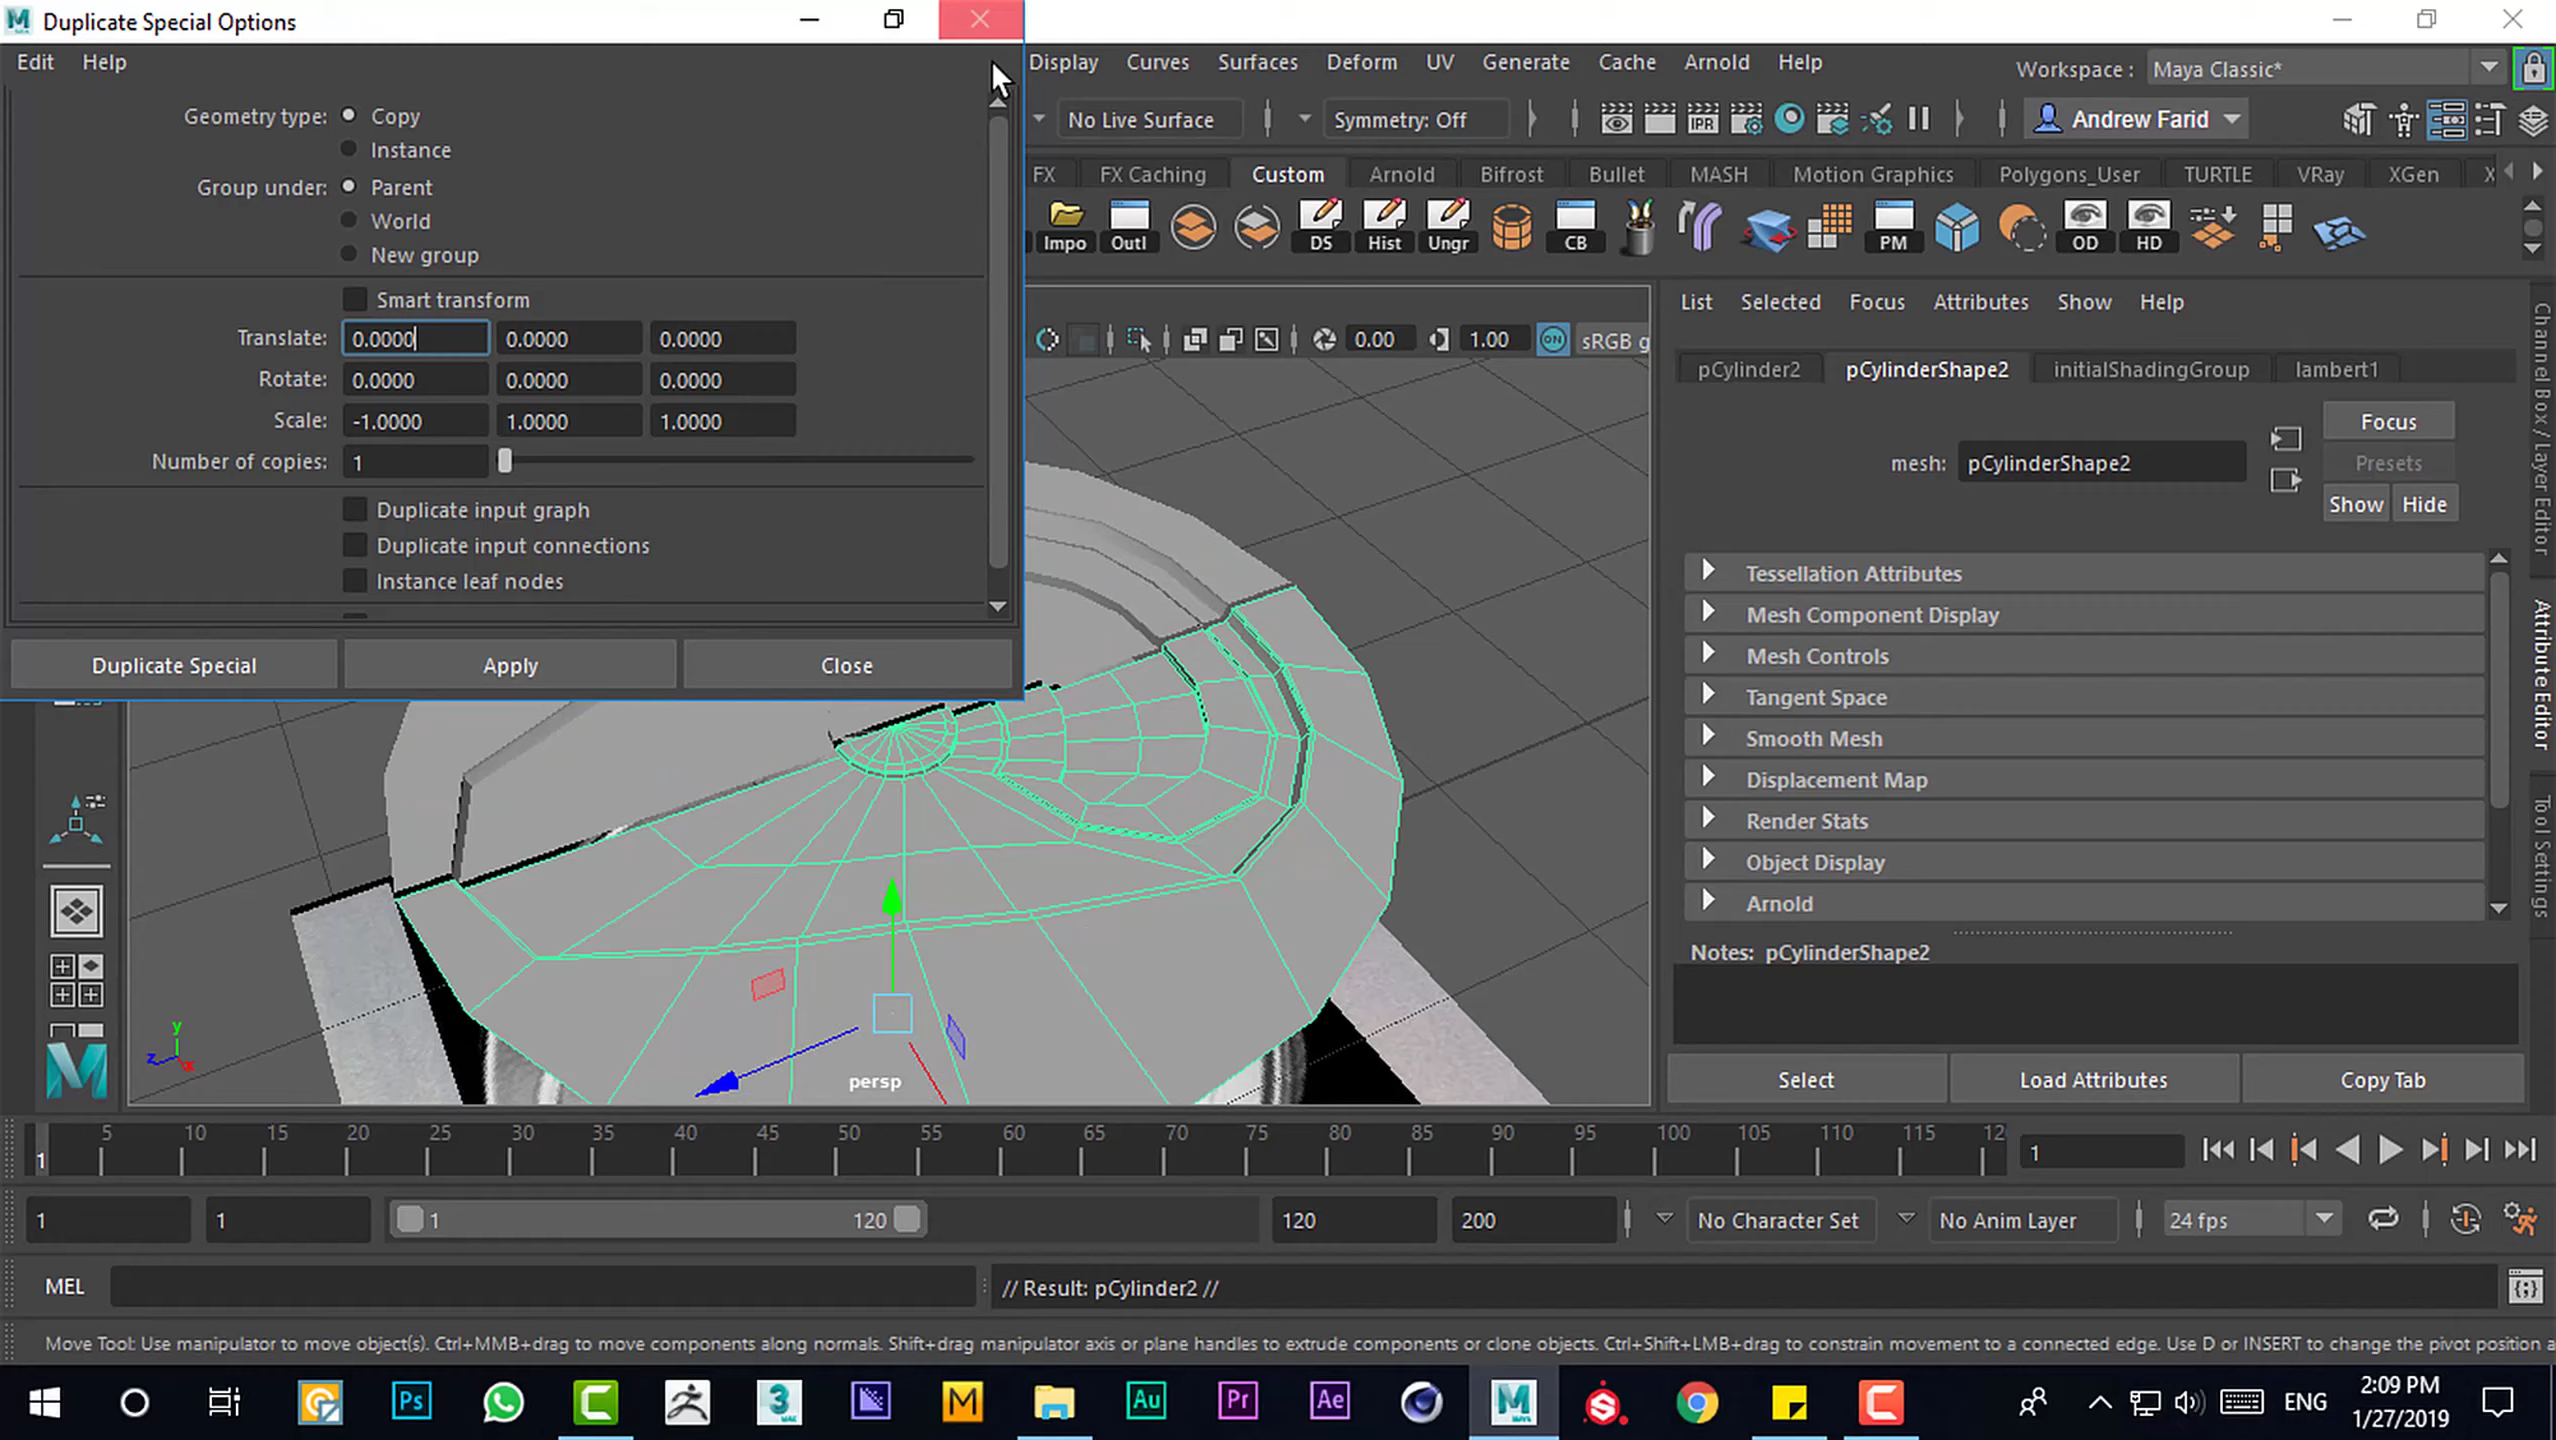 Duplicate Special Options
Edit Help
Display Curves Surfaces Deform UV Generate Cache Arnold Help
Workspace : Maya Classic*
Geometry type: Copy
Instance
Group under: Parent
World
New group
Smart transform
Translate: 0.0000 0.0000 0.0000
Rotate: 0.0000 0.0000 0.0000
Scale: -1.0000 1.0000 1.0000
Number of copies: 1
Duplicate input graph
Duplicate input connections
Instance leaf nodes
Duplicate Special Apply Close
No Live Surface Symmetry: Off IPR Andrew Farid
FX FX Caching Custom Arnold Bifrost Bullet MASH Motion Graphics Polygons_User TURTLE VRay XGen X
Impo Outl DS Hist Ungr CB PM OD HD
0.00 1.00 ON sRGB g
List Selected Focus Attributes Show Help
pCylinder2 pCylinderShape2 initialShadingGroup lambert1
Focus
mesh: pCylinderShape2
Presets
Show Hide
Tessellation Attributes
Mesh Component Display
Mesh Controls
Tangent Space
Smooth Mesh
Displacement Map
Render Stats
Object Display
Arnold
Notes: pCylinderShape2
Select Load Attributes Copy Tab
Channel Box / Layer Editor
Attribute Editor
Tool Settings
y
z x
persp
5 10 15 20 25 30 35 40 45 50 55 60 65 70 75 80 85 90 95 100 105 110 115 12
1 1
1 1 1 120 120 200 No Character Set No Anim Layer 24 fps
MEL // Result: pCylinder2 //
Move Tool: Use manipulator to move object(s). Ctrl+MMB+drag to move components along normals. Shift+drag manipulator axis or plane handles to extrude components or clone objects. Ctrl+Shift+LMB+drag to constrain movement to a connected edge. Use D or INSERT to change the pivot position a
Ps Au Pr Ae ENG 2:09 PM
1/27/2019